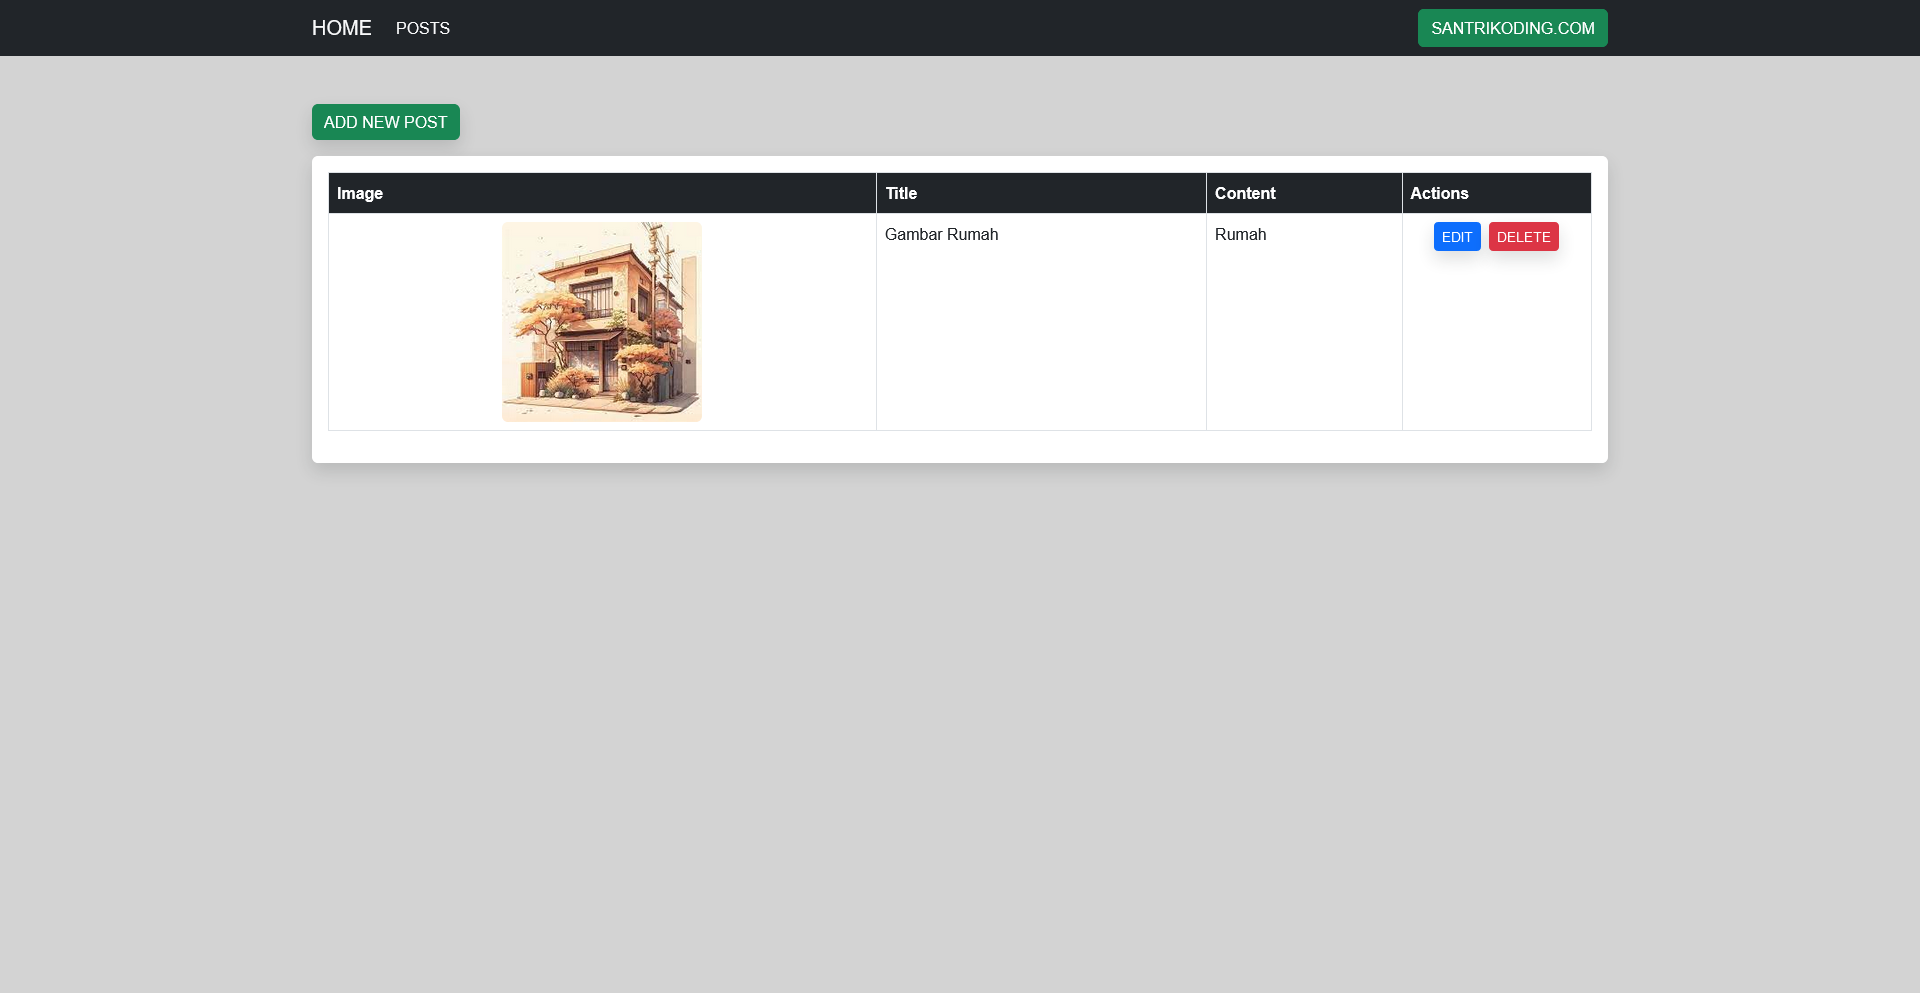 HOME POSTS SANTRIKODING.COM
ADD NEW POST
Image Title Content Actions
Gambar Rumah Rumah EDIT DELETE